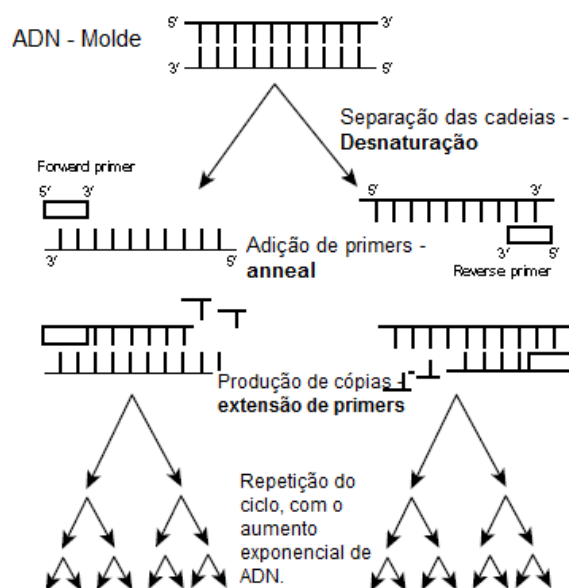 5' 3'
ADN - Molde
3' 5'
Separação das cadeias -
Desnaturação
Forward primer
5' 3'
5' 3'
Adição de primers -
anneal
3' 5'
3' 5'
Reverse primer
Produção de cópias -
extensão de primers
Repetição do
ciclo, com o
aumento
exponencial de
ADN.